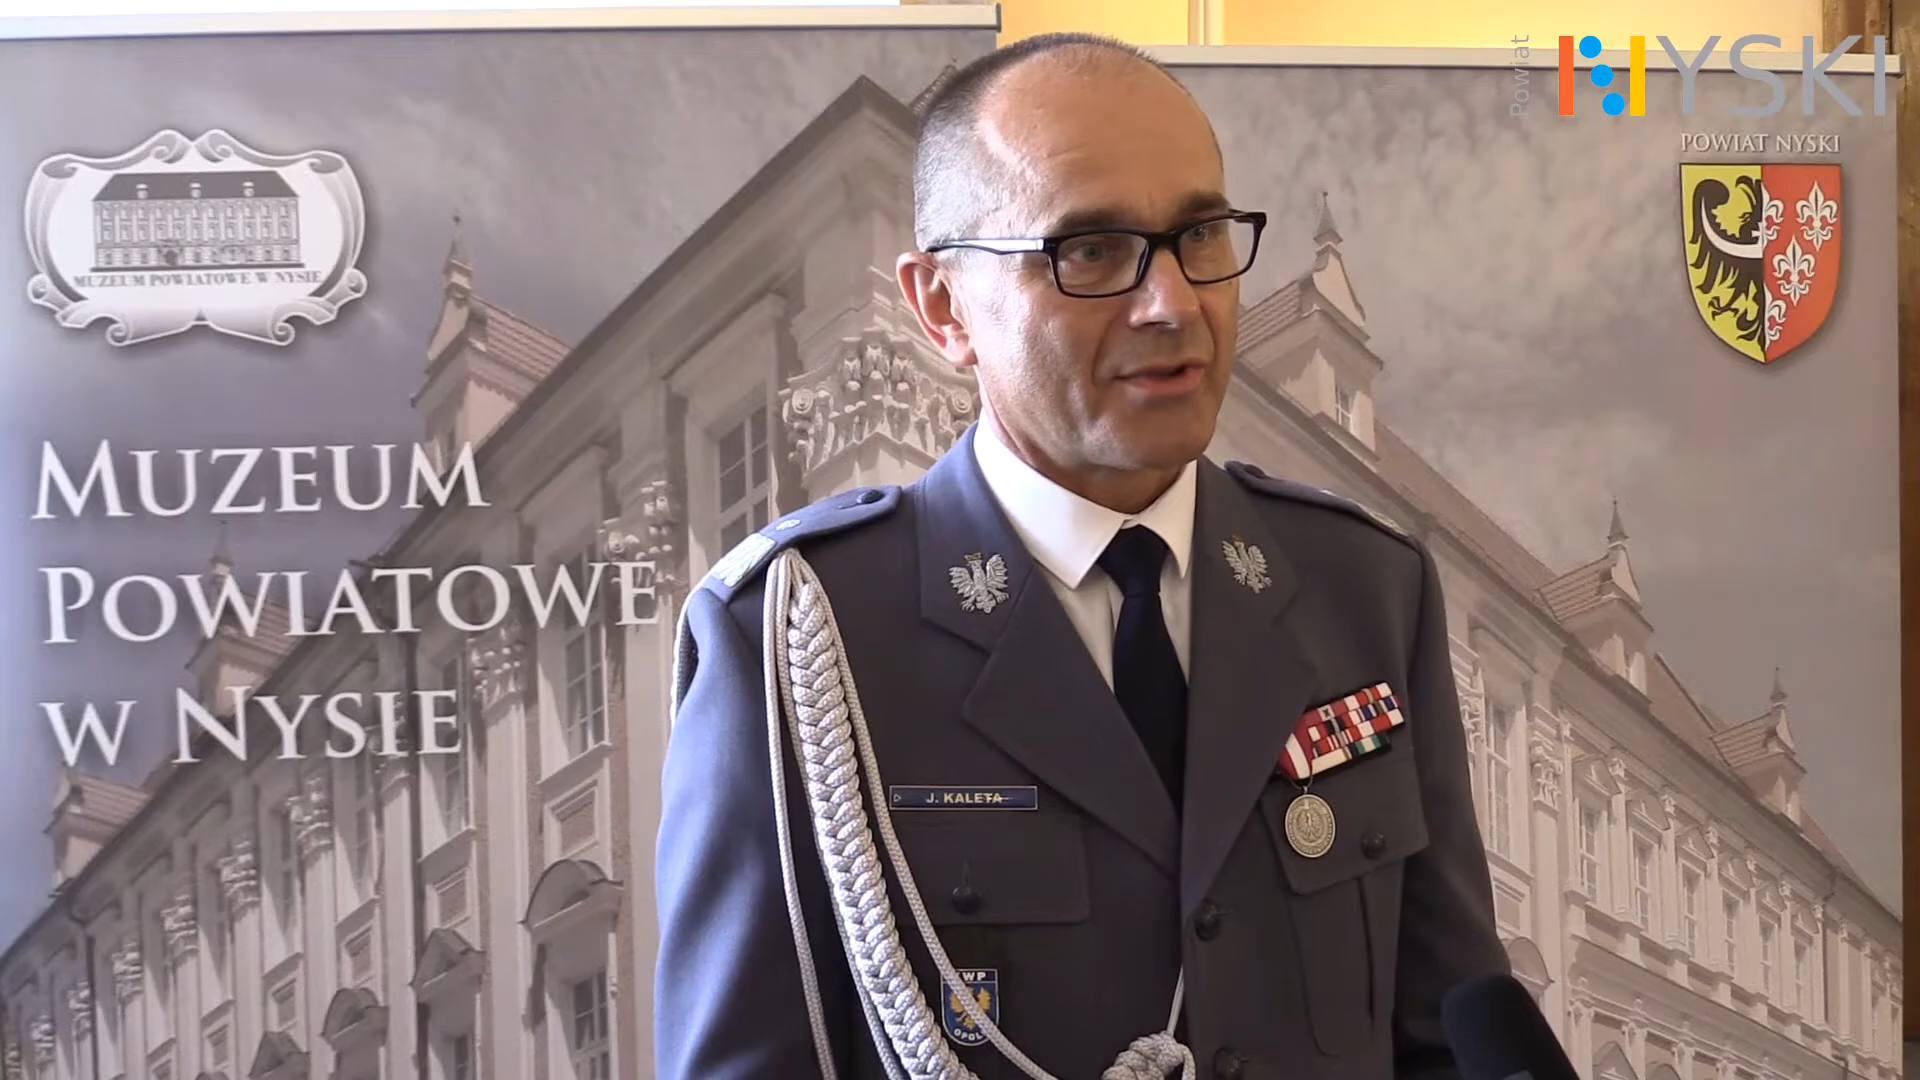 Powiat NYSKI
POWIAT NYSKI
MUZEUM POWIATOWE W NYSIE
MUZEUM
POWIATOWE
W NYSIE
J. KALETA
KWP
OPOLE